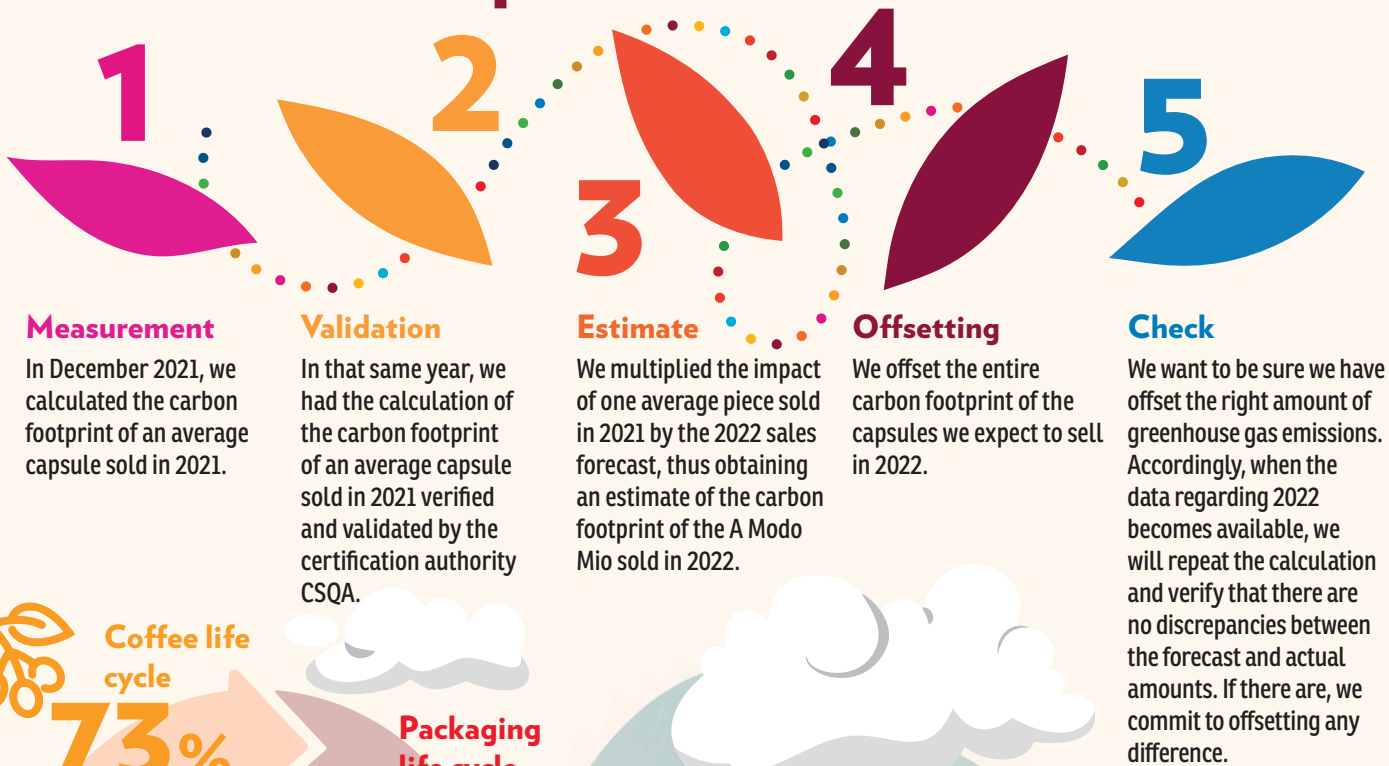 1
2
3
4
5
Measurement
In December 2021, we
calculated the carbon
footprint of an average
capsule sold in 2021.
Validation
In that same year, we
had the calculation of
the carbon footprint
of an average capsule
sold in 2021 verified
and validated by the
certification authority
CSQA.
Estimate
We multiplied the impact
of one average piece sold
in 2021 by the 2022 sales
forecast, thus obtaining
an estimate of the carbon
footprint of the A Modo
Mio sold in 2022.
Offsetting
We offset the entire
carbon footprint of the
capsules we expect to sell
in 2022.
Check
We want to be sure we have
offset the right amount of
greenhouse gas emissions.
Accordingly, when the
data regarding 2022
becomes available, we
will repeat the calculation
and verify that there are
no discrepancies between
the forecast and actual
amounts. If there are, we
commit to offsetting any
difference.
Coffee life
cycle
73%
Packaging
life cycle